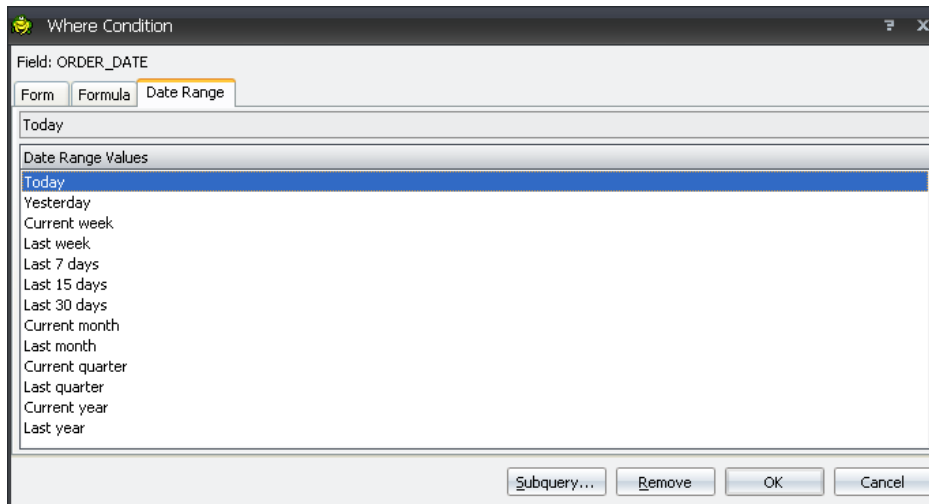 Where Condition
Field: ORDER_DATE
Form Formula Date Range
Today
Date Range Values
Today
Yesterday
Current week
Last week
Last 7 days
Last 15 days
Last 30 days
Current month
Last month
Current quarter
Last quarter
Current year
Last year
Subquery... Remove OK Cancel